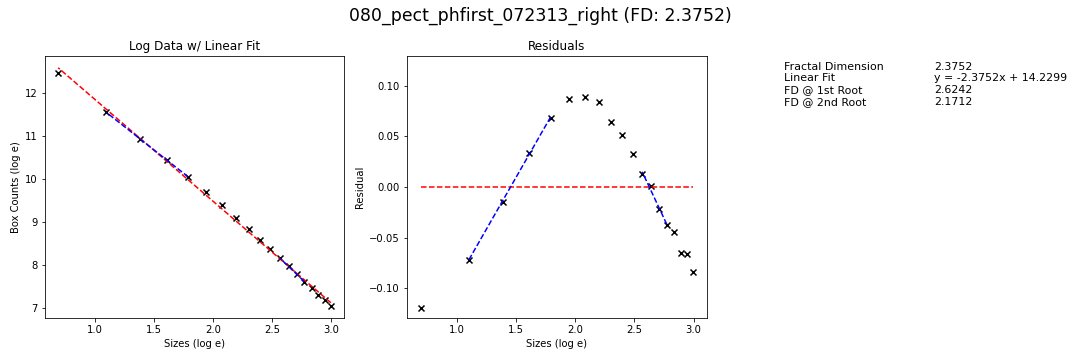 080_pect_phfirst_072313_right (FD: 2.3752)
Log Data w/ Linear Fit
Box Counts (log e)
12
11
10
9
8
7
1.0 1.5 2.0 2.5 3.0
Sizes (log e)
Residuals
Residual
0.10
0.05
0.00
−0.05
−0.10
1.0 1.5 2.0 2.5 3.0
Sizes (log e)
Fractal Dimension 2.3752
Linear Fit y = -2.3752x + 14.2299
FD @ 1st Root 2.6242
FD @ 2nd Root 2.1712